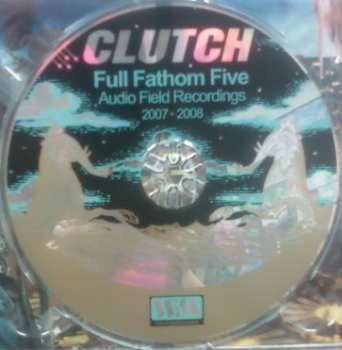 CLUTCH
Full Fathom Five
Audio Field Recordings
2007 - 2008